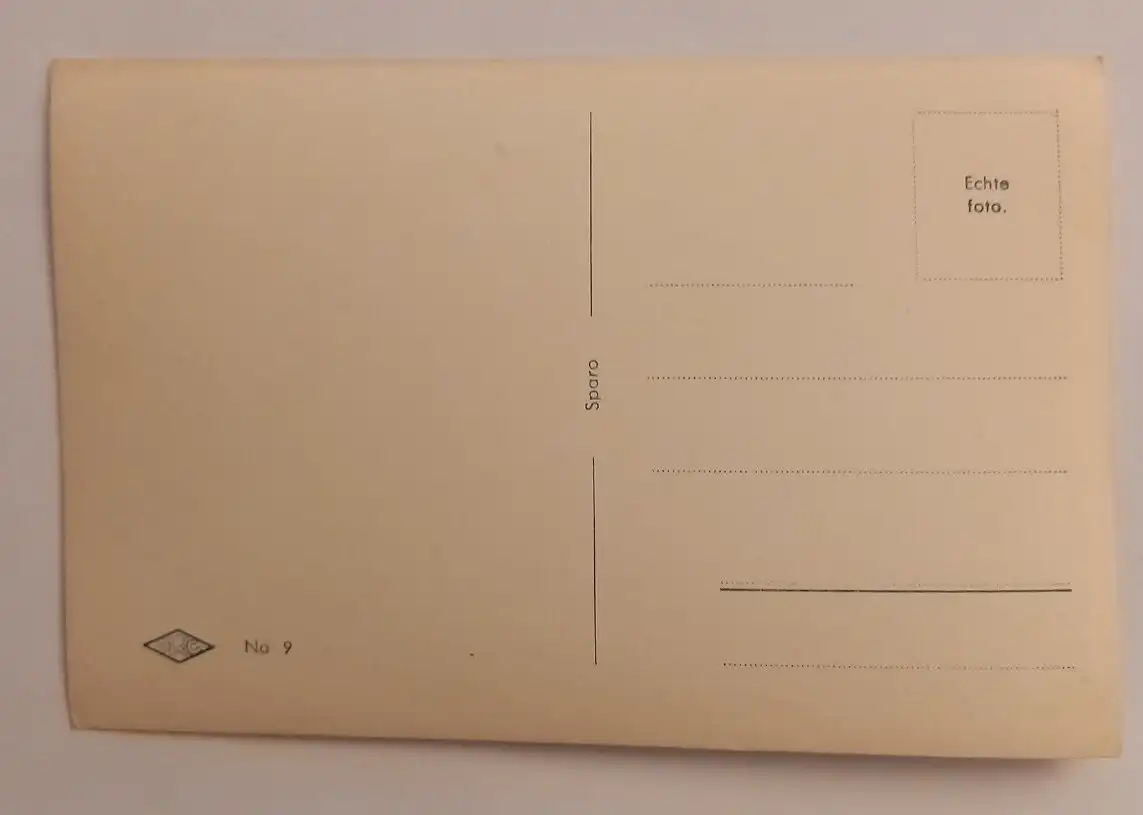 Echte
foto.
Sparo
No 9